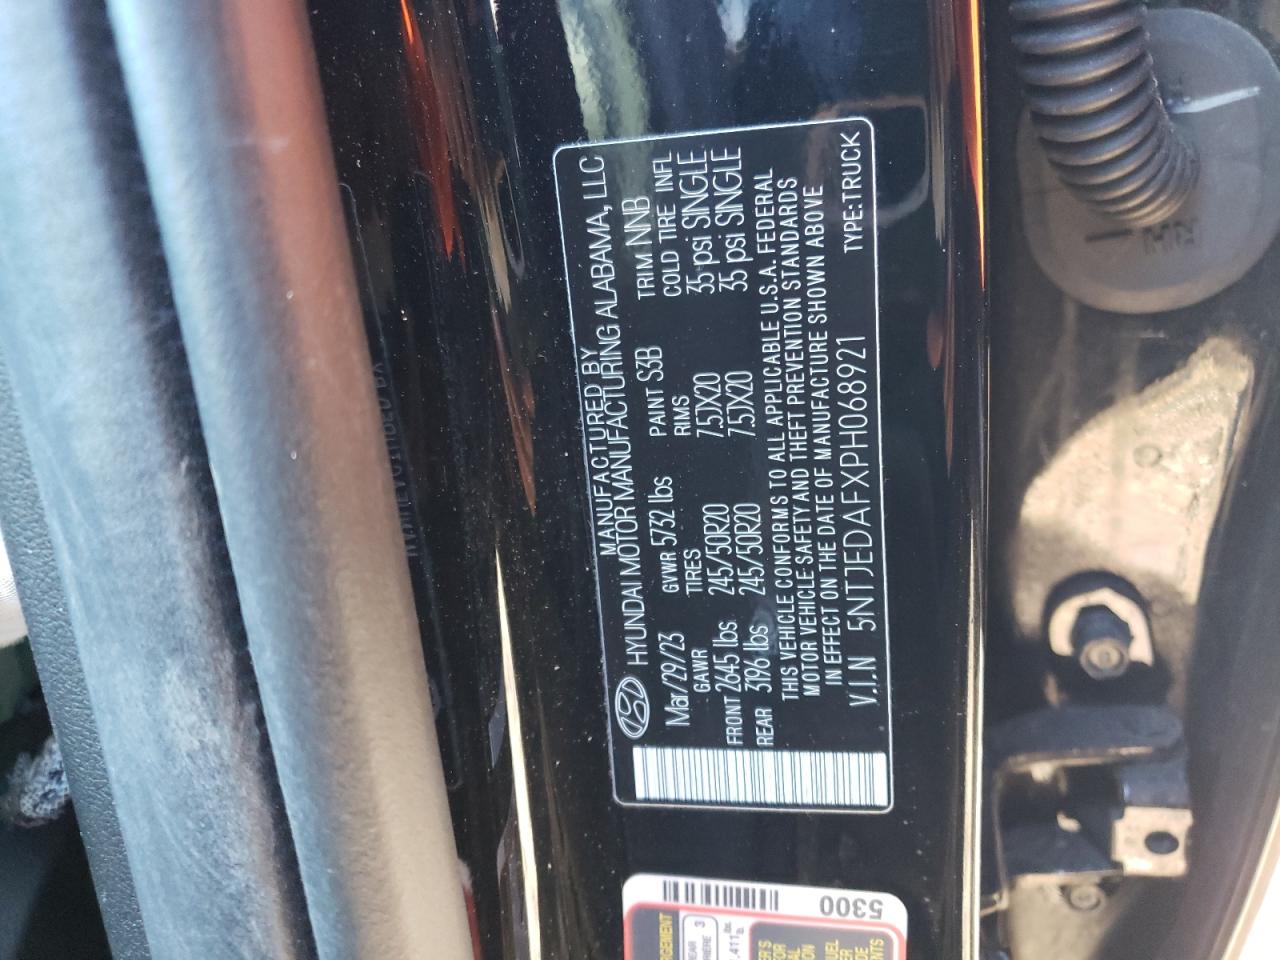 MANUFACTURED BY
HYUNDAI MOTOR MANUFACTURING ALABAMA, LLC
Mar/29/23 GVWR 5732 lbs PAINT S3B TRIM NNB
GAWR TIRES RIMS COLD TIRE INFL
FRONT 2645 lbs 245/50R20 7.5JX20 35 psi SINGLE
REAR 3196 lbs 245/50R20 7.5JX20 35 psi SINGLE
THIS VEHICLE CONFORMS TO ALL APPLICABLE U.S.A. FEDERAL
MOTOR VEHICLE SAFETY AND THEFT PREVENTION STANDARDS
IN EFFECT ON THE DATE OF MANUFACTURE SHOWN ABOVE
V.I.N 5NTJEDAFXPH068921 TYPE:TRUCK
5300